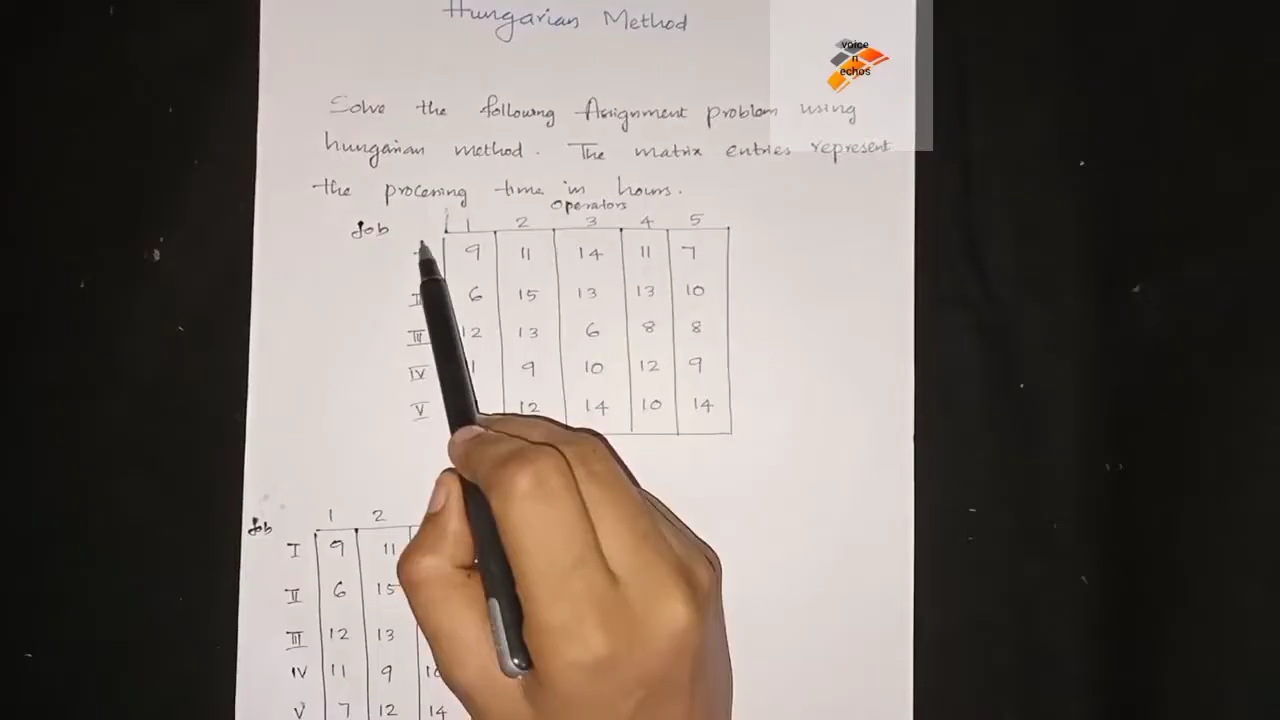 Hungarian Method
voice
n
echos
Solve the following Assignment problem using
hungarian method. The matrix entries represent
the processing time in hours.
Operators
Job 1 2 3 4 5
9 11 14 11 7
II 6 15 13 13 10
III 12 13 6 8 8
IV 9 10 12 9
V 12 14 10 14
Job 1 2
I 9 11
II 6 15
III 12 13
IV 11 9
V 7 12 14